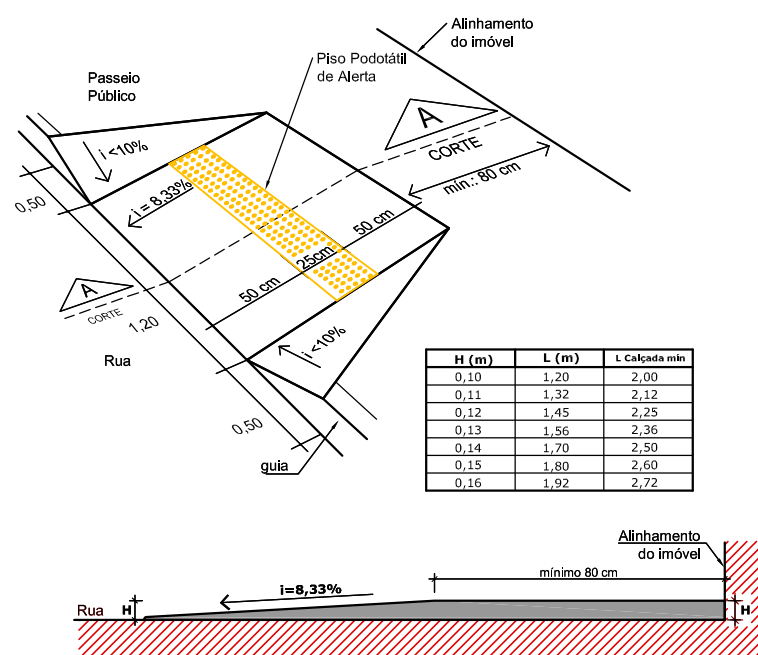 Alinhamento
do imóvel
Piso Podotátil
de Alerta
Passeio
Público
A
CORTE
i <10%
mín.: 80 cm
i = 8,33%
0,50
50 cm
25cm
50 cm
A
CORTE
1,20
Rua
i <10%
0,50
guia
H (m) L (m) L Calçada min
0,10 1,20 2,00
0,11 1,32 2,12
0,12 1,45 2,25
0,13 1,56 2,36
0,14 1,70 2,50
0,15 1,80 2,60
0,16 1,92 2,72
Alinhamento
do imóvel
mínimo 80 cm
i=8,33%
Rua H H